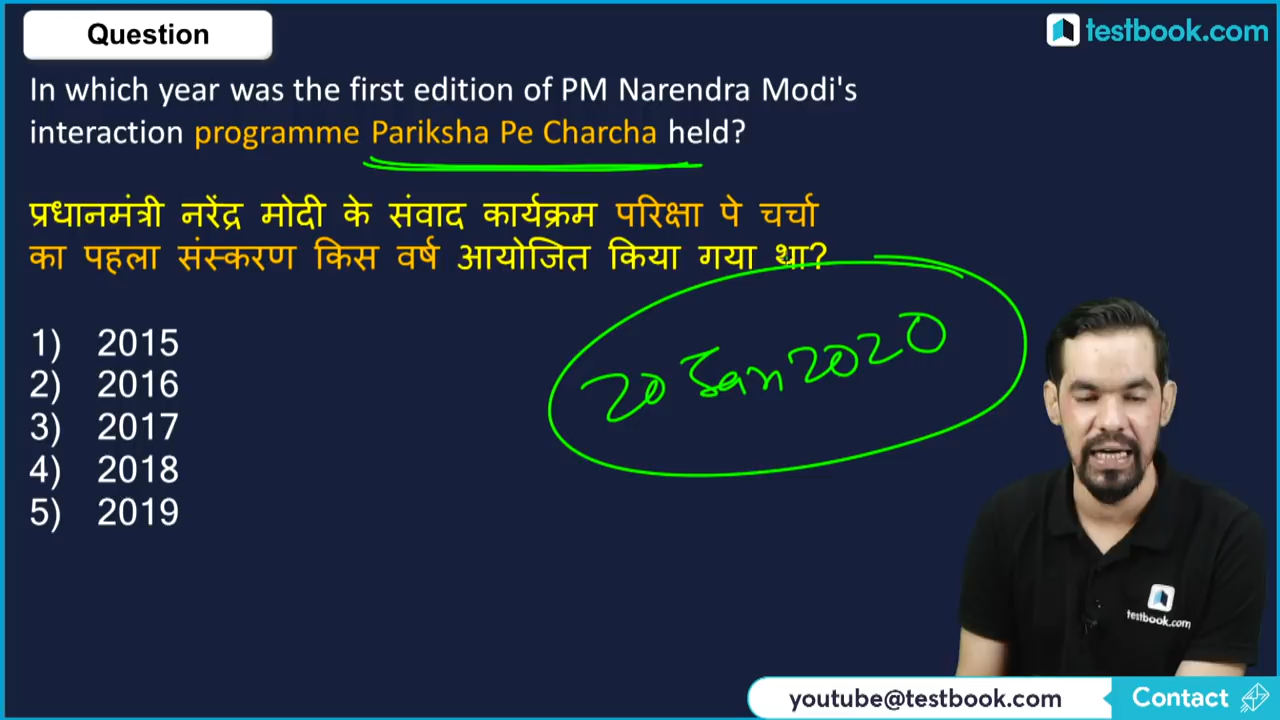 Question
testbook.com
In which year was the first edition of PM Narendra Modi's
interaction programme Pariksha Pe Charcha held?
प्रधानमंत्री नरेंद्र मोदी के संवाद कार्यक्रम परिक्षा पे चर्चा
का पहला संस्करण किस वर्ष आयोजित किया गया था?
20 Jan 2020
1) 2015
2) 2016
3) 2017
4) 2018
5) 2019
testbook.com
youtube@testbook.com
Contact